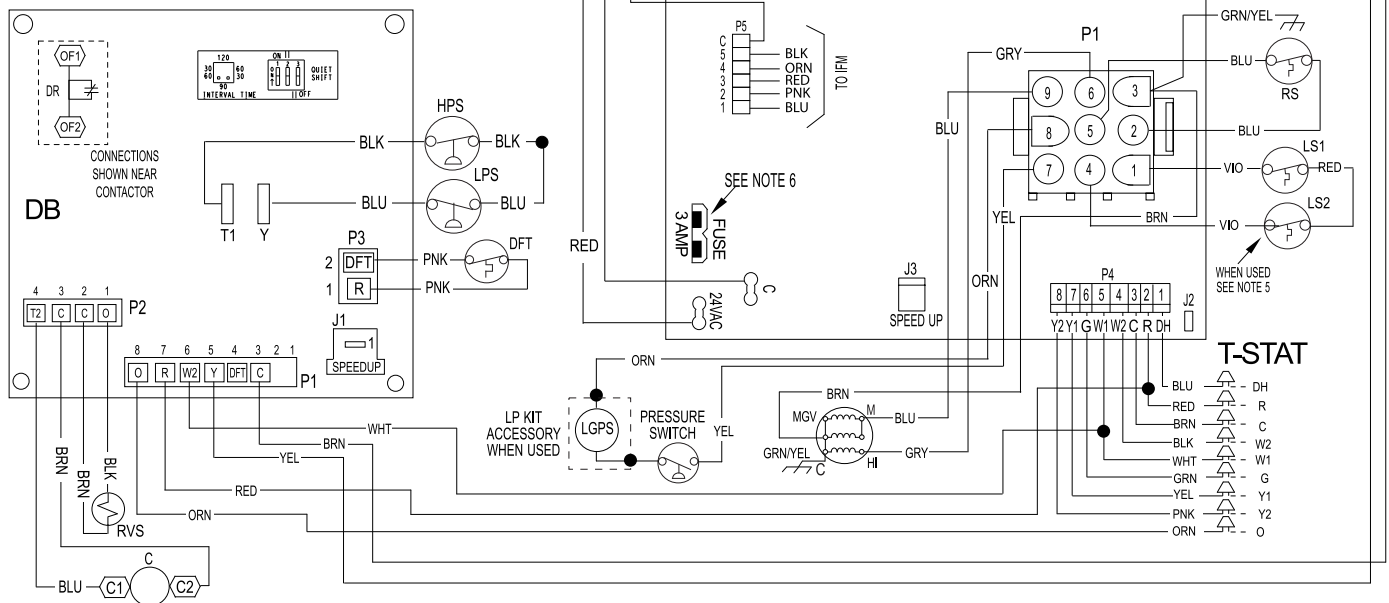 OF1
DR
OF2
CONNECTIONS
SHOWN NEAR
CONTACTOR
DB
120
30
60
30
60
90
INTERVAL TIME
ON
1 2 3
ON
QUIET
SHIFT
OFF
HPS
BLK
BLK
LPS
BLU
BLU
T1
Y
P3
2 DFT PNK
DFT
1 R PNK
J1
1
SPEEDUP
4 3 2 1
T2 C C O
P2
8 7 6 5 4 3 2 1
O R W2 Y DFT C
P1
BRN
BRN
BLK
RVS
C
BLU
C1
C2
WHT
BRN
YEL
RED
ORN
P5
C
5 BLK
4 ORN
3 RED
2 PNK
1 BLU
TO IFM
SEE NOTE 6
FUSE
3 AMP
RED
24VAC
C
J3
SPEED UP
P1
GRY
GRN/YEL
BLU
RS
BLU
9 6 3
8 5 2
7 4 1
BLU
ORN
YEL
BRN
VIO
LS1
RED
LS2
VIO
WHEN USED
SEE NOTE 5
P4
8 7 6 5 4 3 2 1
Y2 Y1 G W1 W2 C R DH
J2
T-STAT
BLU DH
RED R
BRN C
BLK W2
WHT W1
GRN G
YEL Y1
PNK Y2
ORN O
ORN
LP KIT
ACCESSORY
WHEN USED
LGPS
PRESSURE
SWITCH
YEL
BRN
MGV
M
BLU
GRN/YEL
C
HI
GRY